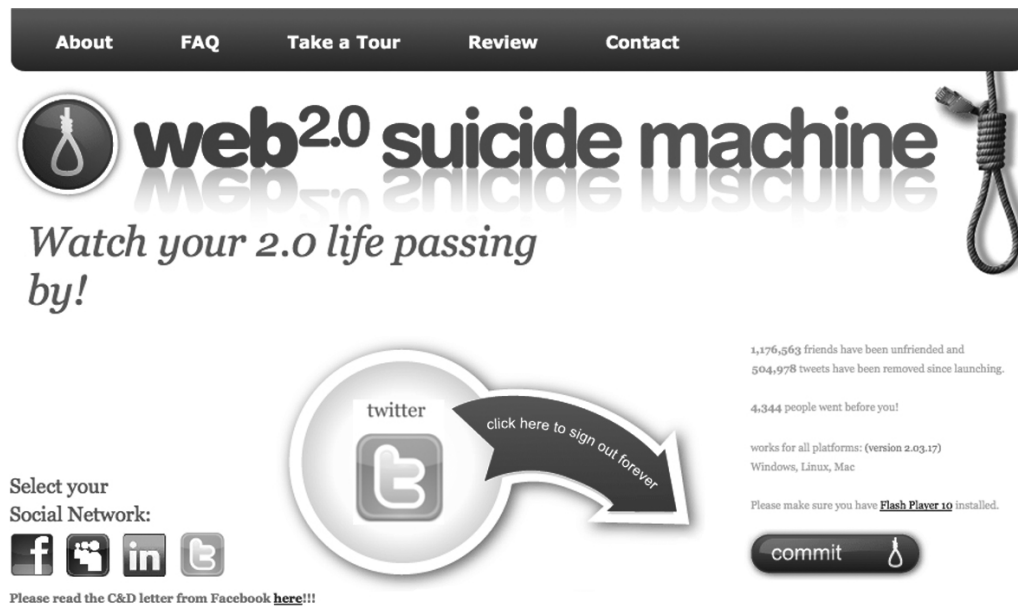 About FAQ Take a Tour Review Contact
web2.0 suicide machine
Watch your 2.0 life passing
by!
1,176,563 friends have been unfriended and
504,978 tweets have been removed since launching.
4,344 people went before you!
works for all platforms: (version 2.03.17)
Windows, Linux, Mac
Please make sure you have Flash Player 10 installed.
commit
twitter
t
click here to sign out forever
Select your
Social Network:
f in t
Please read the C&D letter from Facebook here!!!